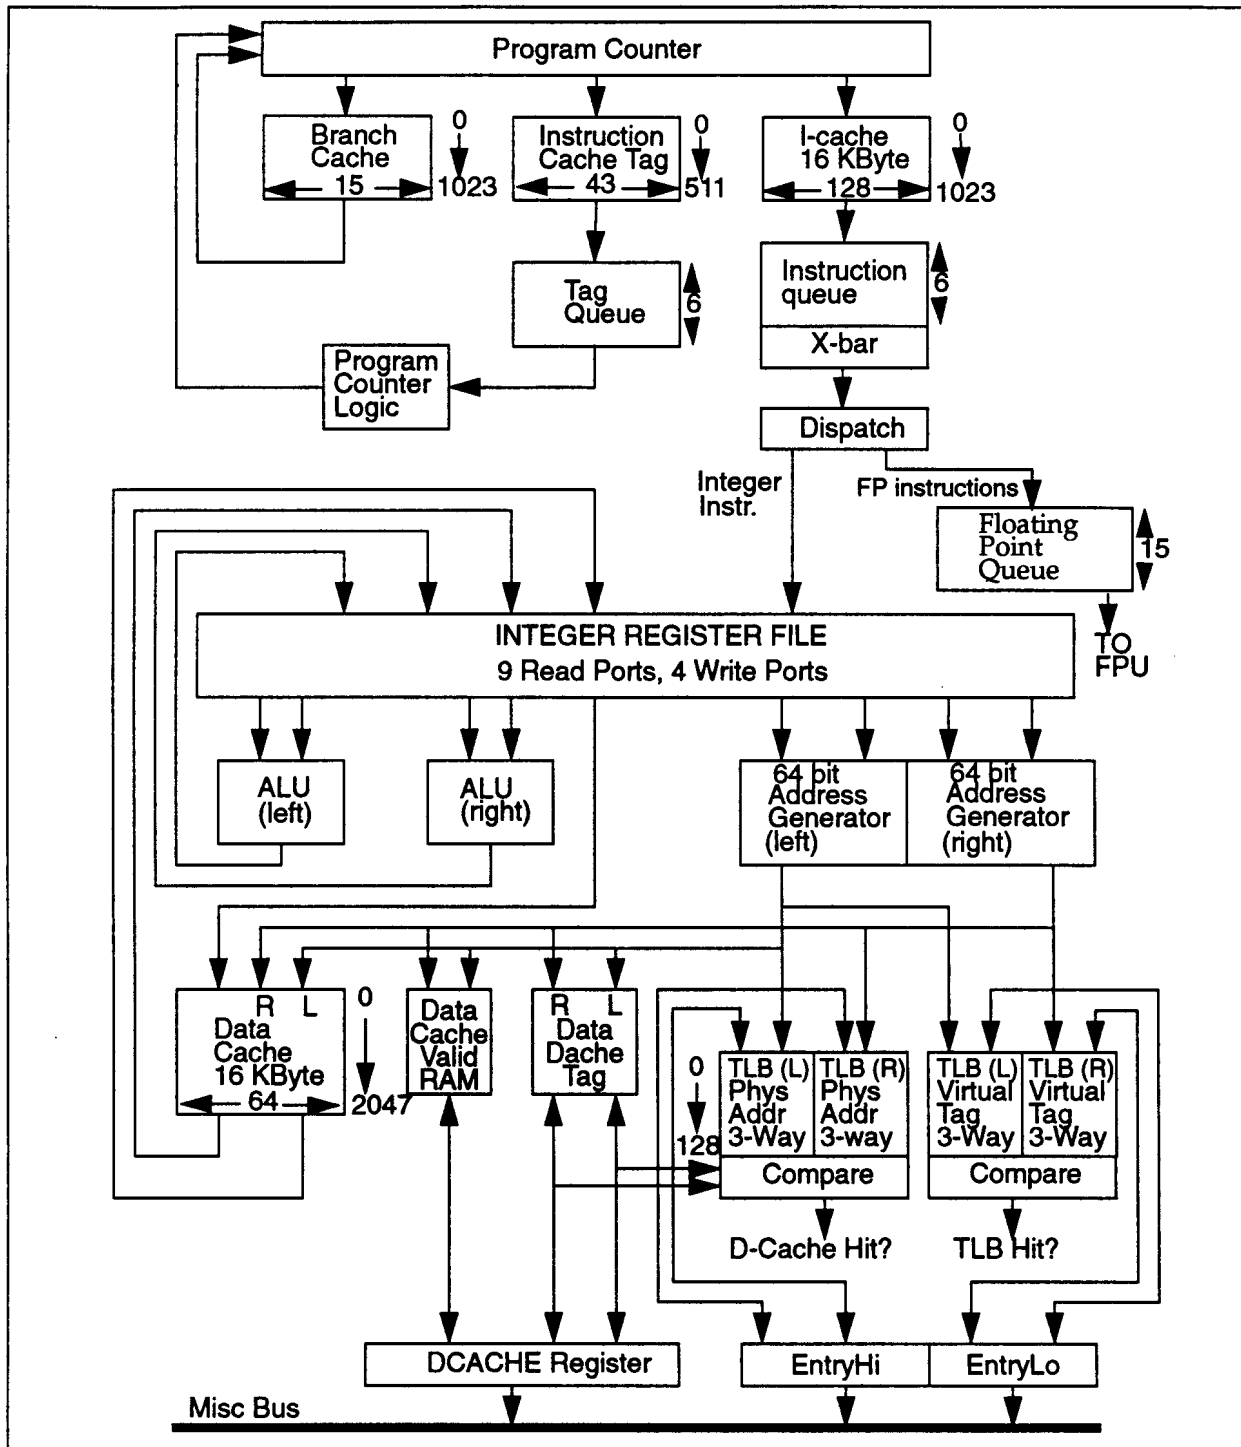 Program Counter
Branch
Cache
15
0
1023
Instruction
Cache Tag
43
0
511
I-cache
16 KByte
128
0
1023
Tag
Queue
6
Instruction
queue
6
X-bar
Program
Counter
Logic
Dispatch
Integer
Instr.
FP instructions
Floating
Point
Queue
15
TO
FPU
INTEGER REGISTER FILE
9 Read Ports, 4 Write Ports
ALU
(left)
ALU
(right)
64 bit
Address
Generator
(left)
64 bit
Address
Generator
(right)
R L
Data
Cache
16 KByte
64
0
2047
Data
Cache
Valid
RAM
R L
Data
Dache
Tag
0
128
TLB (L)
Phys
Addr
3-Way
TLB (R)
Phys
Addr
3-way
Compare
TLB (L)
Virtual
Tag
3-Way
TLB (R)
Virtual
Tag
3-Way
Compare
D-Cache Hit?
TLB Hit?
DCACHE Register
EntryHi
EntryLo
Misc Bus